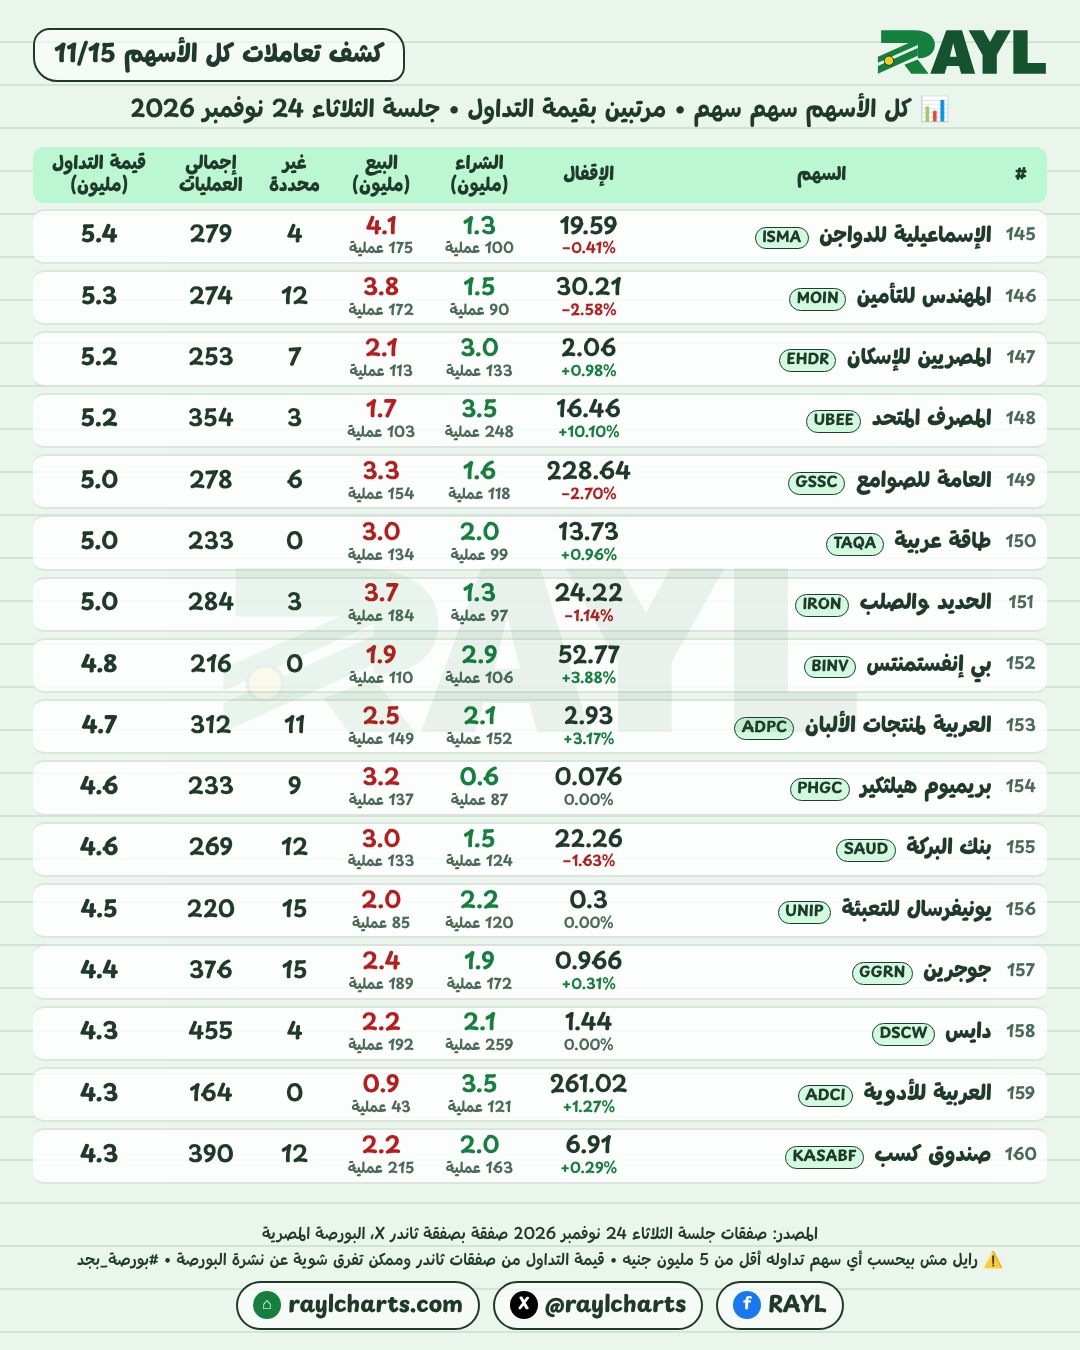 RAYL
كشف تعاملات كل الأسهم 11/15
📊 كل الأسهم سهم سهم • مرتبين بقيمة التداول • جلسة الثلاثاء 24 نوفمبر 2026
# السهم الإقفال الشراء (مليون) البيع (مليون) غير محددة إجمالي العمليات قيمة التداول (مليون)
145 الإسماعيلية للدواجن ISMA 19.59 1.3 4.1 4 279 5.4
−0.41% 100 عملية 175 عملية
146 المهندس للتأمين MOIN 30.21 1.5 3.8 12 274 5.3
−2.58% 90 عملية 172 عملية
147 المصريين للإسكان EHDR 2.06 3.0 2.1 7 253 5.2
+0.98% 133 عملية 113 عملية
148 المصرف المتحد UBEE 16.46 3.5 1.7 3 354 5.2
+10.10% 248 عملية 103 عملية
149 العامة للصوامع GSSC 228.64 1.6 3.3 6 278 5.0
−2.70% 118 عملية 154 عملية
150 طاقة عربية TAQA 13.73 2.0 3.0 0 233 5.0
+0.96% 99 عملية 134 عملية
151 الحديد والصلب IRON 24.22 1.3 3.7 3 284 5.0
−1.14% 97 عملية 184 عملية
152 بي إنفستمنتس BINV 52.77 2.9 1.9 0 216 4.8
+3.88% 106 عملية 110 عملية
153 العربية لمنتجات الألبان ADPC 2.93 2.1 2.5 11 312 4.7
+3.17% 152 عملية 149 عملية
154 بريميوم هيلثكير PHGC 0.076 0.6 3.2 9 233 4.6
0.00% 87 عملية 137 عملية
155 بنك البركة SAUD 22.26 1.5 3.0 12 269 4.6
−1.63% 124 عملية 133 عملية
156 يونيفرسال للتعبئة UNIP 0.3 2.2 2.0 15 220 4.5
0.00% 120 عملية 85 عملية
157 جوجرين GGRN 0.966 1.9 2.4 15 376 4.4
+0.31% 172 عملية 189 عملية
158 دايس DSCW 1.44 2.1 2.2 4 455 4.3
0.00% 259 عملية 192 عملية
159 العربية للأدوية ADCI 261.02 3.5 0.9 0 164 4.3
+1.27% 121 عملية 43 عملية
160 صندوق كسب KASABF 6.91 2.0 2.2 12 390 4.3
+0.29% 163 عملية 215 عملية
المصدر: صفقات جلسة الثلاثاء 24 نوفمبر 2026 صفقة بصفقة ثاندر X، البورصة المصرية
⚠️ رايل مش بيحسب أي سهم تداوله أقل من 5 مليون جنيه • قيمة التداول من صفقات ثاندر وممكن تفرق شوية عن نشرة البورصة • #بورصة_بجد
raylcharts.com @raylcharts RAYL